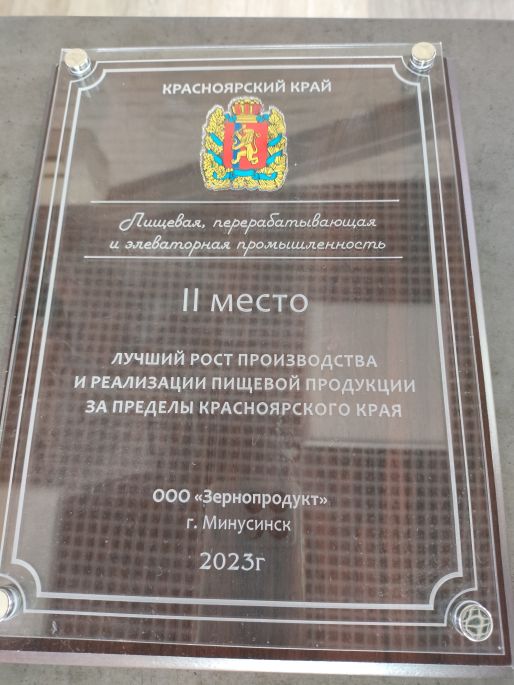 КРАСНОЯРСКИЙ КРАЙ
Пищевая, перерабатывающая
и элеваторная промышленность
II место
ЛУЧШИЙ РОСТ ПРОИЗВОДСТВА
И РЕАЛИЗАЦИИ ПИЩЕВОЙ ПРОДУКЦИИ
ЗА ПРЕДЕЛЫ КРАСНОЯРСКОГО КРАЯ
ООО «Зернопродукт»
г. Минусинск
2023г